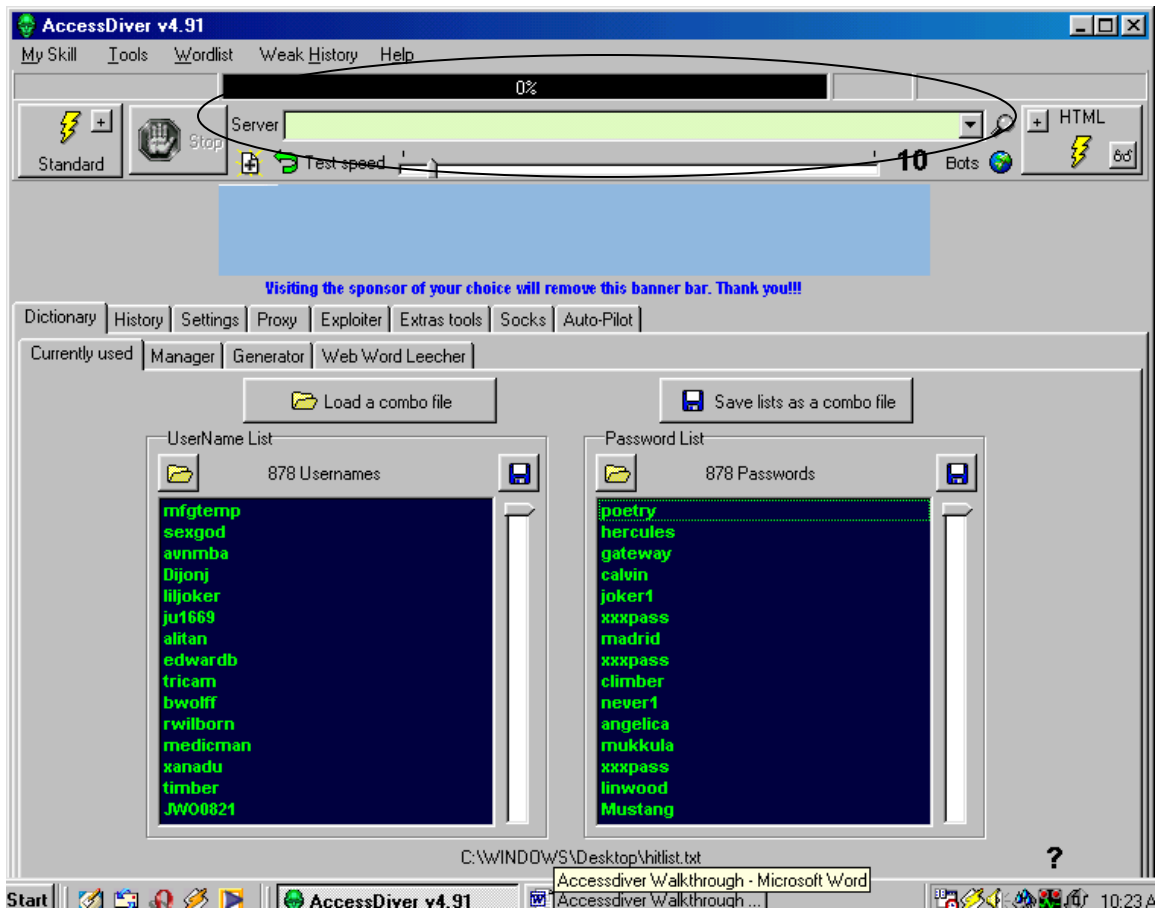 AccessDiver v4.91
My Skill Tools Wordlist Weak History Help
0%
Standard
Stop
Server
Test speed
10 Bots
HTML
Visiting the sponsor of your choice will remove this banner bar. Thank you!!!
Dictionary History Settings Proxy Exploiter Extras tools Socks Auto-Pilot
Currently used Manager Generator Web Word Leecher
Load a combo file
Save lists as a combo file
UserName List
878 Usernames
mfgtemp
sexgod
avnmba
Dijonj
liljoker
ju1669
alitan
edwardb
tricam
bwolff
rwilborn
medicman
xanadu
timber
JWO0821
Password List
878 Passwords
poetry
hercules
gateway
calvin
joker1
xxxpass
madrid
xxxpass
climber
never1
angelica
mukkula
xxxpass
linwood
Mustang
C:\WINDOWS\Desktop\hitlist.txt
?
Accessdiver Walkthrough - Microsoft Word
Start
AccessDiver v4.91
Accessdiver Walkthrough ...
10:23 A